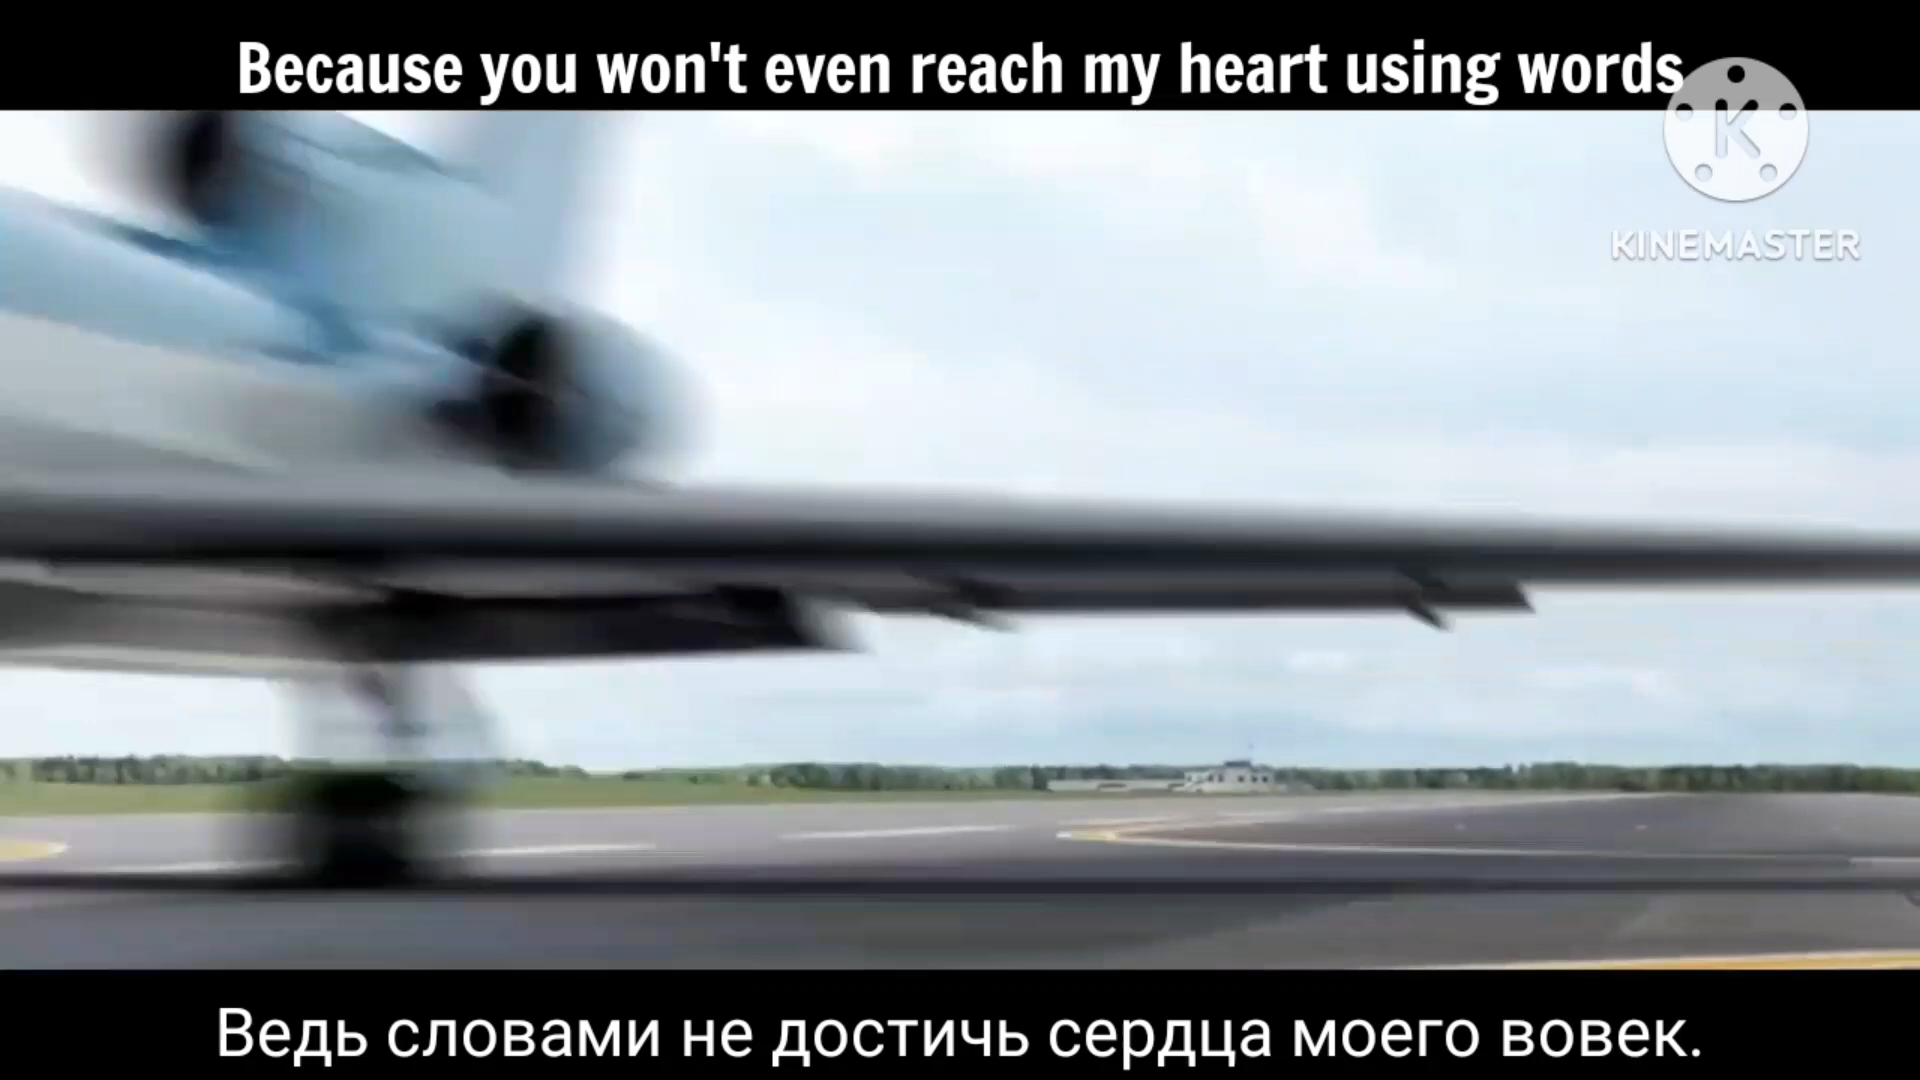 Because you won't even reach my heart using words
K
KINEMASTER
Ведь словами не достичь сердца моего вовек.